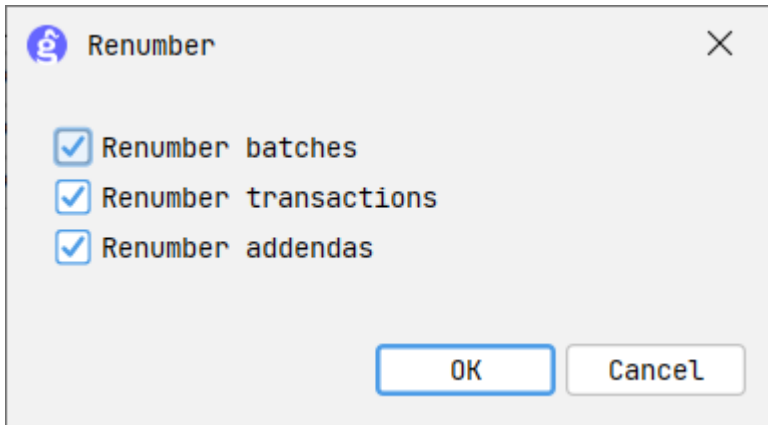 Renumber
Renumber batches
Renumber transactions
Renumber addendas
OK Cancel